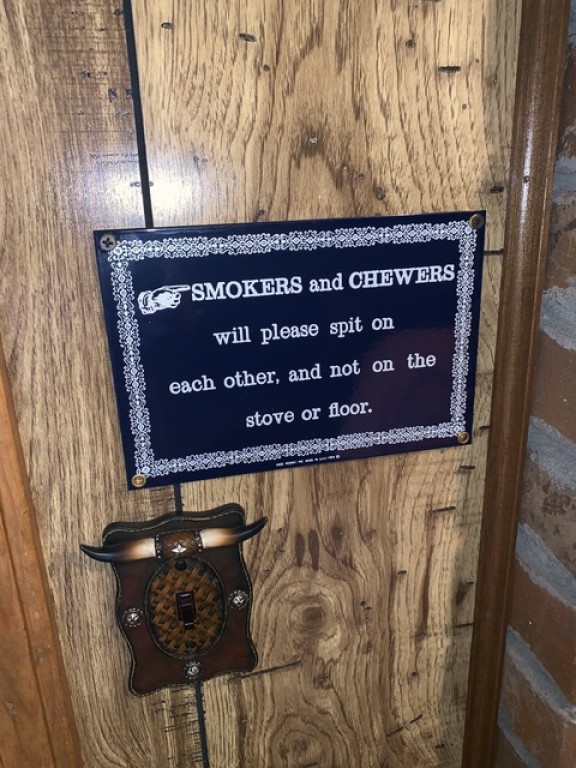 SMOKERS and CHEWERS
will please spit on
each other, and not on the
stove or floor.